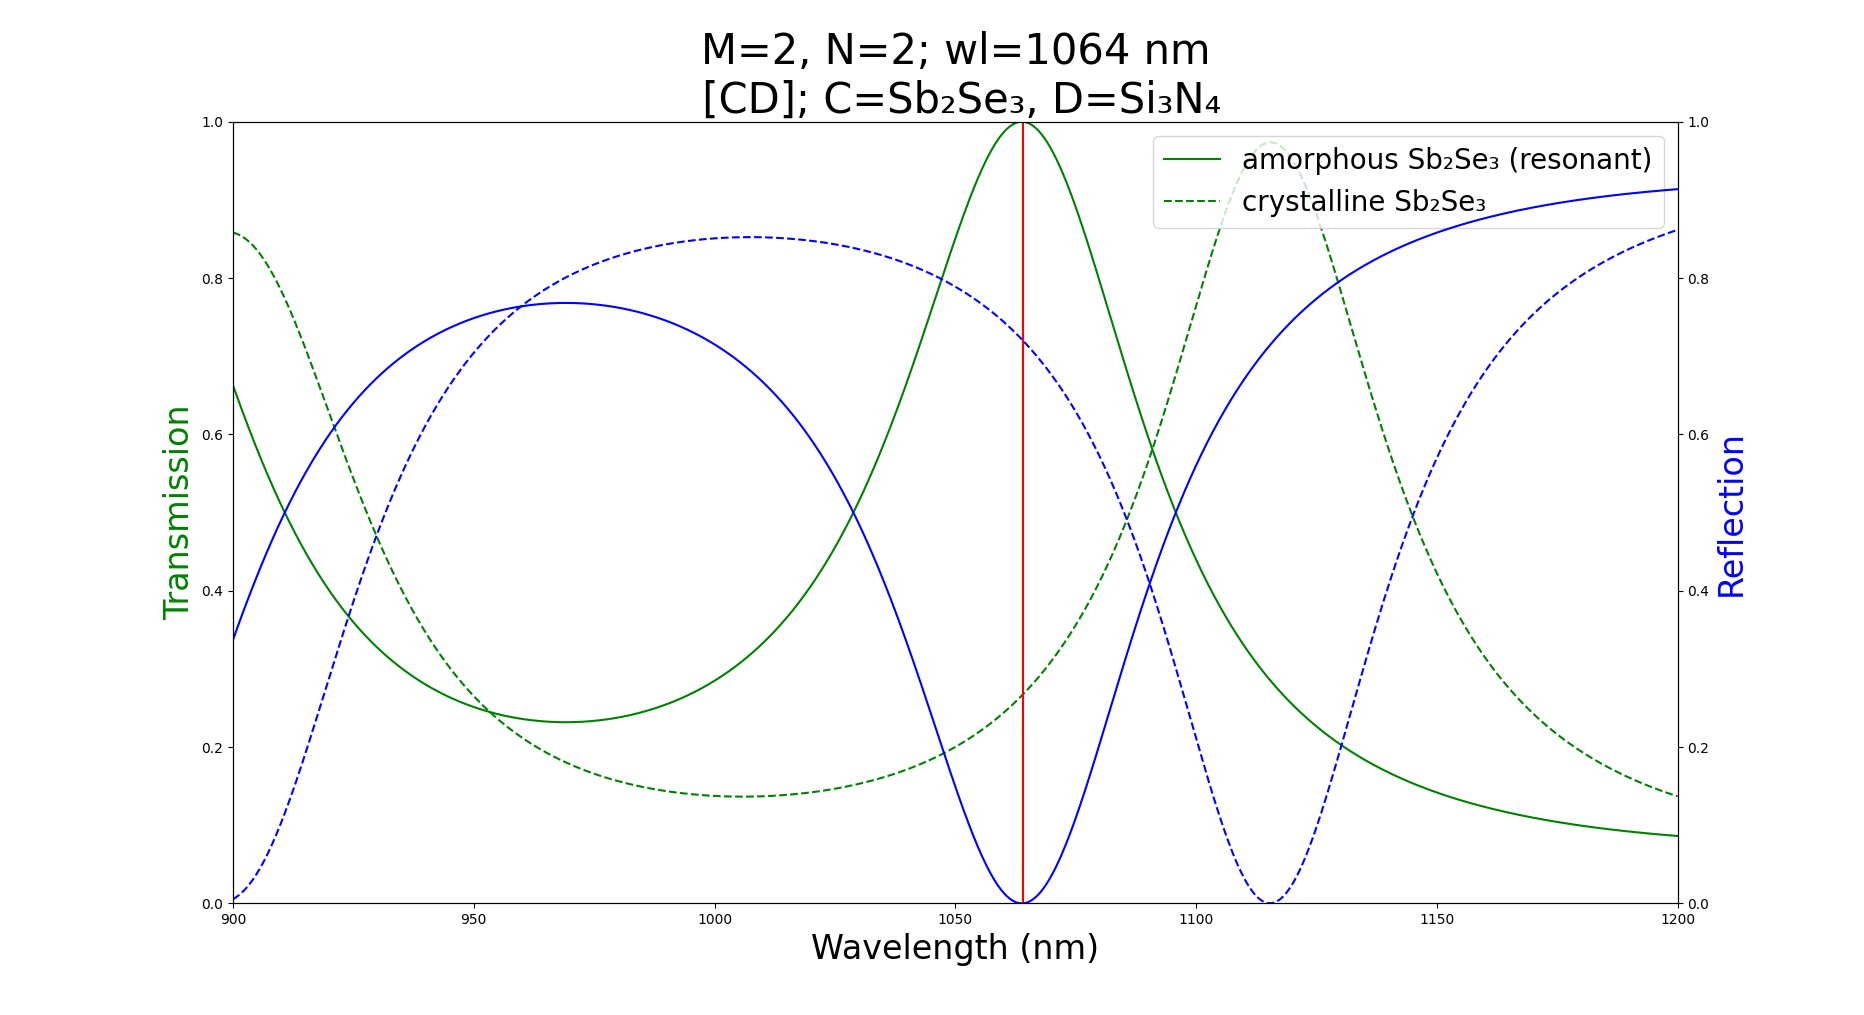 M=2, N=2; wl=1064 nm
[CD]; C=Sb₂Se₃, D=Si₃N₄
amorphous Sb₂Se₃ (resonant)
crystalline Sb₂Se₃
Transmission
1.0
0.8
0.6
0.4
0.2
0.0
1.0
0.8
0.6
0.4
0.2
0.0
Reflection
900 950 1000 1050 1100 1150 1200
Wavelength (nm)